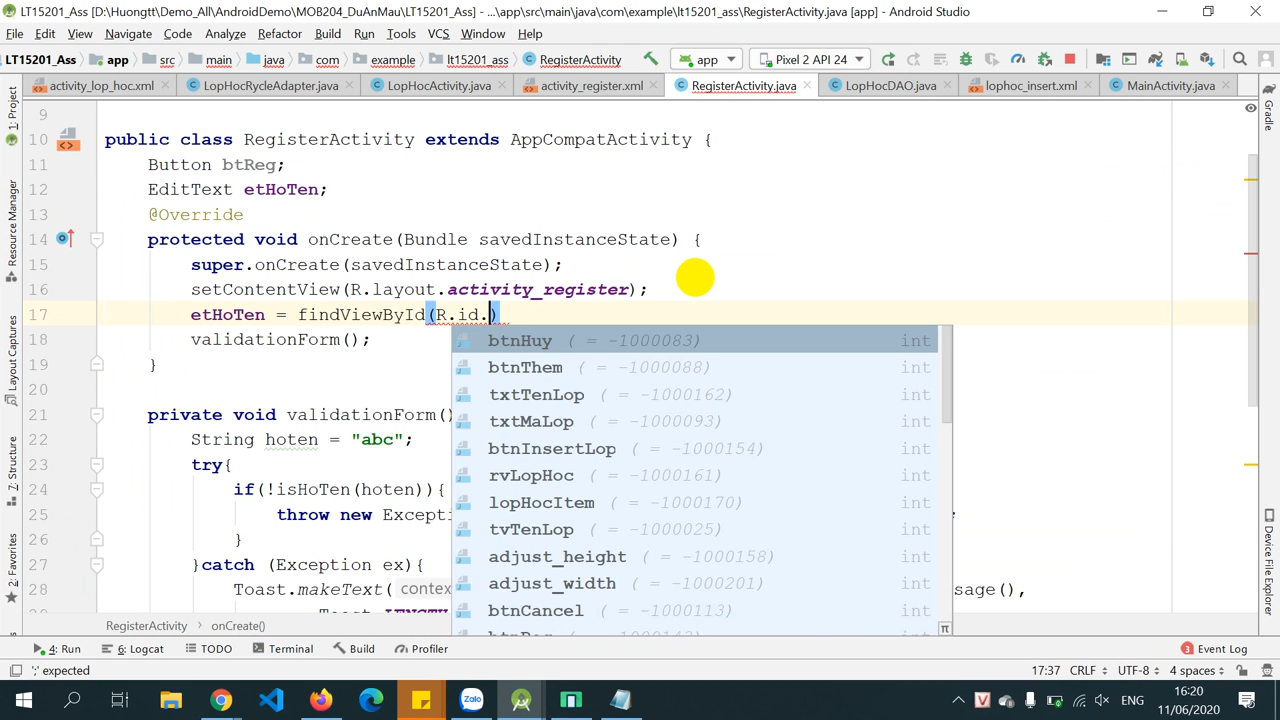 LT15201_Ass [D:\Huongtt\Demo_All\AndroidDemo\MOB204_DuAnMau\LT15201_Ass] - ...\app\src\main\java\com\example\lt15201_ass\RegisterActivity.java [app] - Android Studio
File Edit View Navigate Code Analyze Refactor Build Run Tools VCS Window Help
LT15201_Ass app src main java com example lt15201_ass RegisterActivity app Pixel 2 API 24
activity_lop_hoc.xml LopHocRycleAdapter.java LopHocActivity.java activity_register.xml RegisterActivity.java LopHocDAO.java lophoc_insert.xml MainActivity.java
1: Project
Resource Manager
Layout Captures
7: Structure
2: Favorites
Gradle
Device File Explorer
9
10 public class RegisterActivity extends AppCompatActivity {
11 Button btReg;
12 EditText etHoTen;
13 @Override
14 protected void onCreate(Bundle savedInstanceState) {
15 super.onCreate(savedInstanceState);
16 setContentView(R.layout.activity_register);
17 etHoTen = findViewById(R.id.)
18 validationForm();
19 }
20
21 private void validationForm()
22 String hoten = "abc";
23 try{
24 if(!isHoTen(hoten)){
25 throw new Excepti
26 }
27 }catch (Exception ex){
28 Toast.makeText( contex sage(),
btnHuy ( = -1000083) int
btnThem ( = -1000088) int
txtTenLop ( = -1000162) int
txtMaLop ( = -1000093) int
btnInsertLop ( = -1000154) int
rvLopHoc ( = -1000161) int
lopHocItem ( = -1000170) int
tvTenLop ( = -1000025) int
adjust_height ( = -1000158) int
adjust_width ( = -1000201) int
btnCancel ( = -1000113) int
RegisterActivity onCreate()
4: Run 6: Logcat TODO Terminal Build Profiler 3 Event Log
';' expected 17:37 CRLF UTF-8 4 spaces
Zalo ENG 16:20
11/06/2020